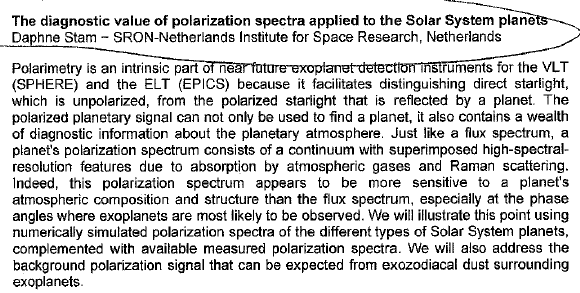 The diagnostic value of polarization spectra applied to the Solar System planets
Daphne Stam – SRON-Netherlands Institute for Space Research, Netherlands
Polarimetry is an intrinsic part of near future exoplanet detection instruments for the VLT
(SPHERE) and the ELT (EPICS) because it facilitates distinguishing direct starlight,
which is unpolarized, from the polarized starlight that is reflected by a planet. The
polarized planetary signal can not only be used to find a planet, it also contains a wealth
of diagnostic information about the planetary atmosphere. Just like a flux spectrum, a
planet's polarization spectrum consists of a continuum with superimposed high-spectral-
resolution features due to absorption by atmospheric gases and Raman scattering.
Indeed, this polarization spectrum appears to be more sensitive to a planet's
atmospheric composition and structure than the flux spectrum, especially at the phase
angles where exoplanets are most likely to be observed. We will illustrate this point using
numerically simulated polarization spectra of the different types of Solar System planets,
complemented with available measured polarization spectra. We will also address the
background polarization signal that can be expected from exozodiacal dust surrounding
exoplanets.